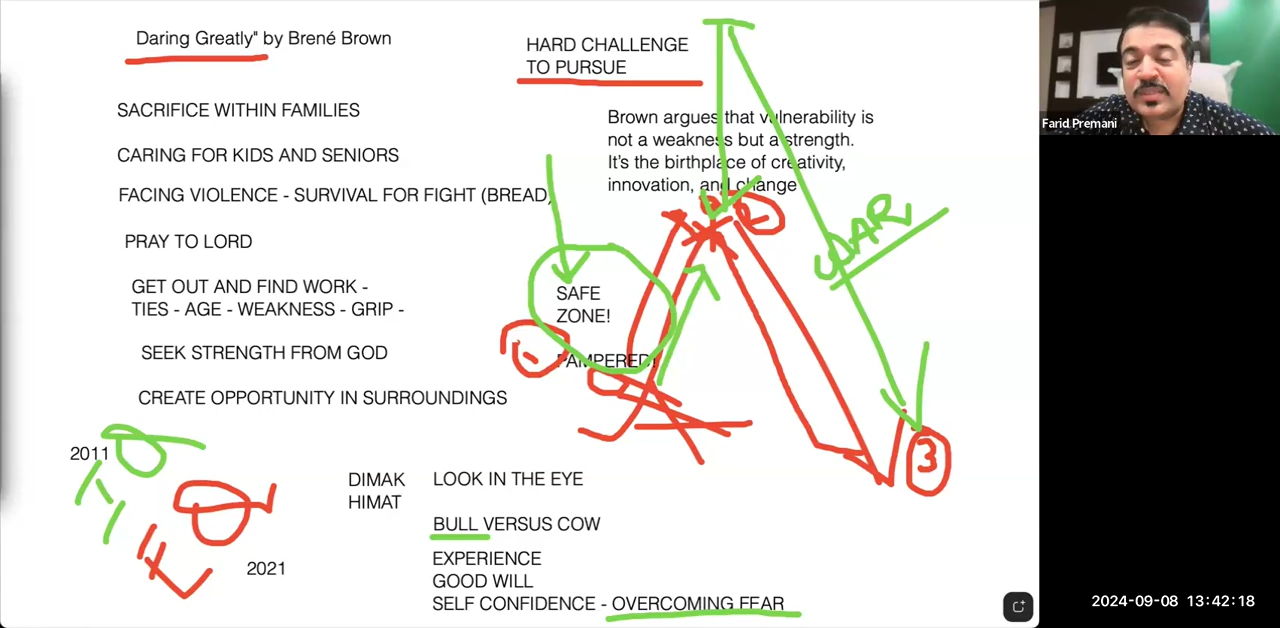 Daring Greatly" by Brené Brown
SACRIFICE WITHIN FAMILIES
CARING FOR KIDS AND SENIORS
FACING VIOLENCE - SURVIVAL FOR FIGHT (BREAD)
PRAY TO LORD
GET OUT AND FIND WORK -
TIES - AGE - WEAKNESS - GRIP -
SEEK STRENGTH FROM GOD
CREATE OPPORTUNITY IN SURROUNDINGS
HARD CHALLENGE
TO PURSUE
Brown argues that vulnerability is
not a weakness but a strength.
It's the birthplace of creativity,
innovation, and change
2
WAR
SAFE
ZONE!
1
PAMPERED!
3
2011
2021
DIMAK
HIMAT
LOOK IN THE EYE
BULL VERSUS COW
EXPERIENCE
GOOD WILL
SELF CONFIDENCE - OVERCOMING FFAR
Farid Premani
2024-09-08 13:42:18